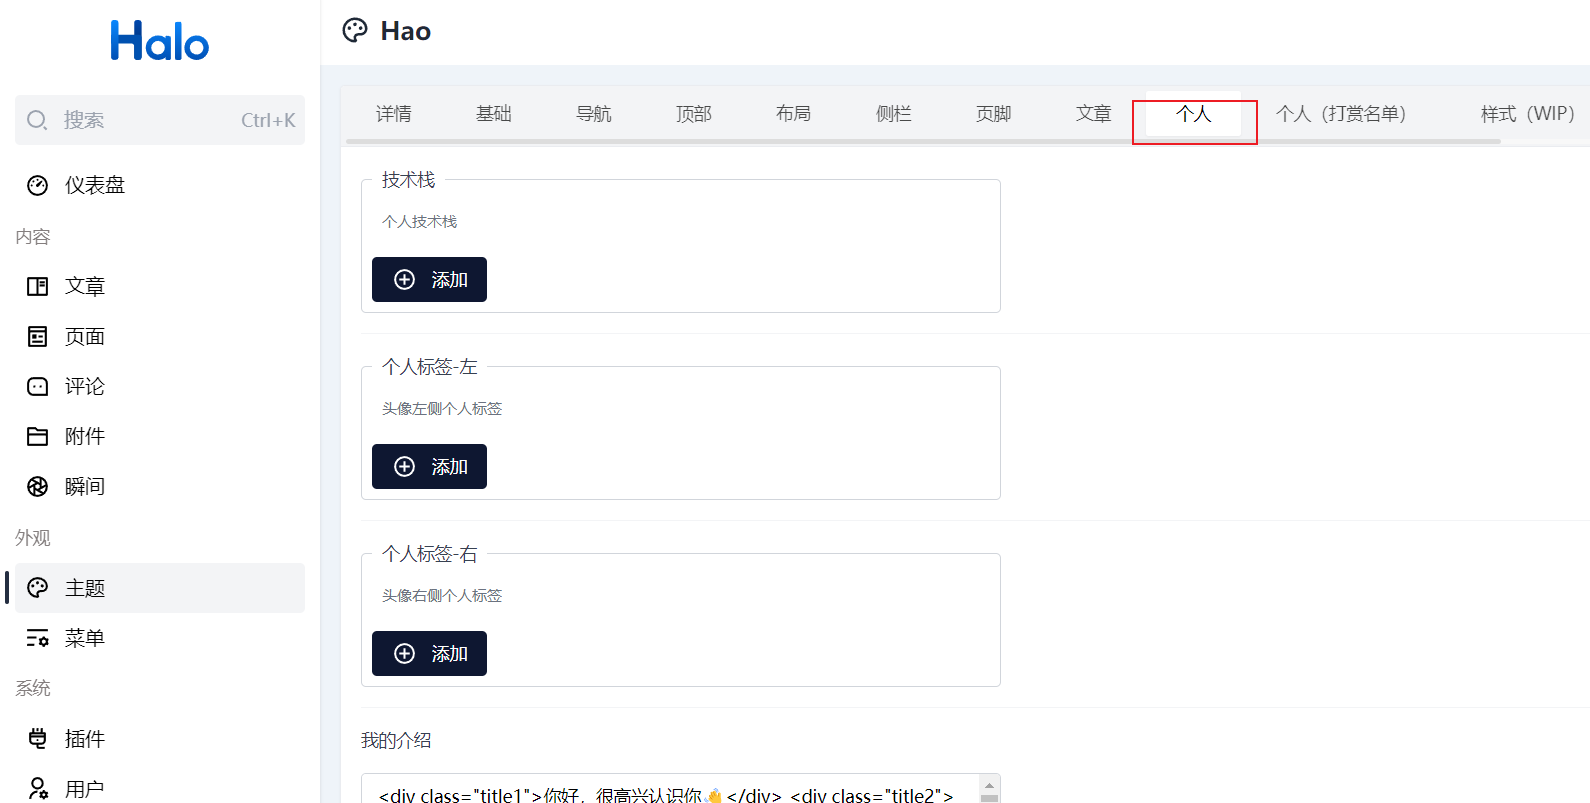 Halo
搜索 Ctrl+K
仪表盘
内容
文章
页面
评论
附件
瞬间
外观
主题
菜单
系统
插件
用户
Hao
详情 基础 导航 顶部 布局 侧栏 页脚 文章 个人 个人（打赏名单） 样式（WIP）
技术栈
个人技术栈
添加
个人标签-左
头像左侧个人标签
添加
个人标签-右
头像右侧个人标签
添加
我的介绍
<div class="title1">你好，很高兴认识你👋</div> <div class="title2">